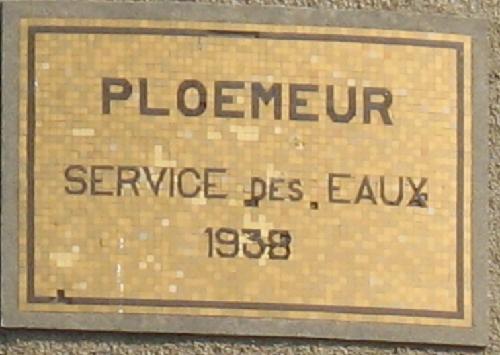 PLOEMEUR
SERVICE DES EAUX
1938